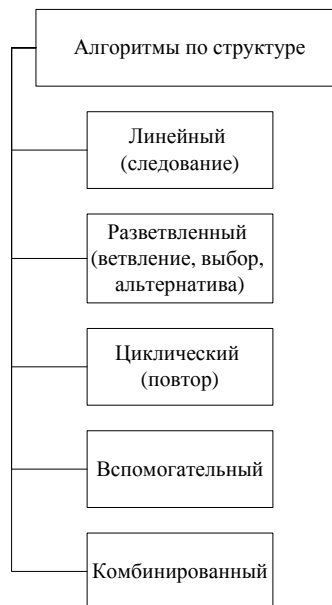 Алгоритмы по структуре
Линейный
(следование)
Разветвленный
(ветвление, выбор,
альтернатива)
Циклический
(повтор)
Вспомогательный
Комбинированный